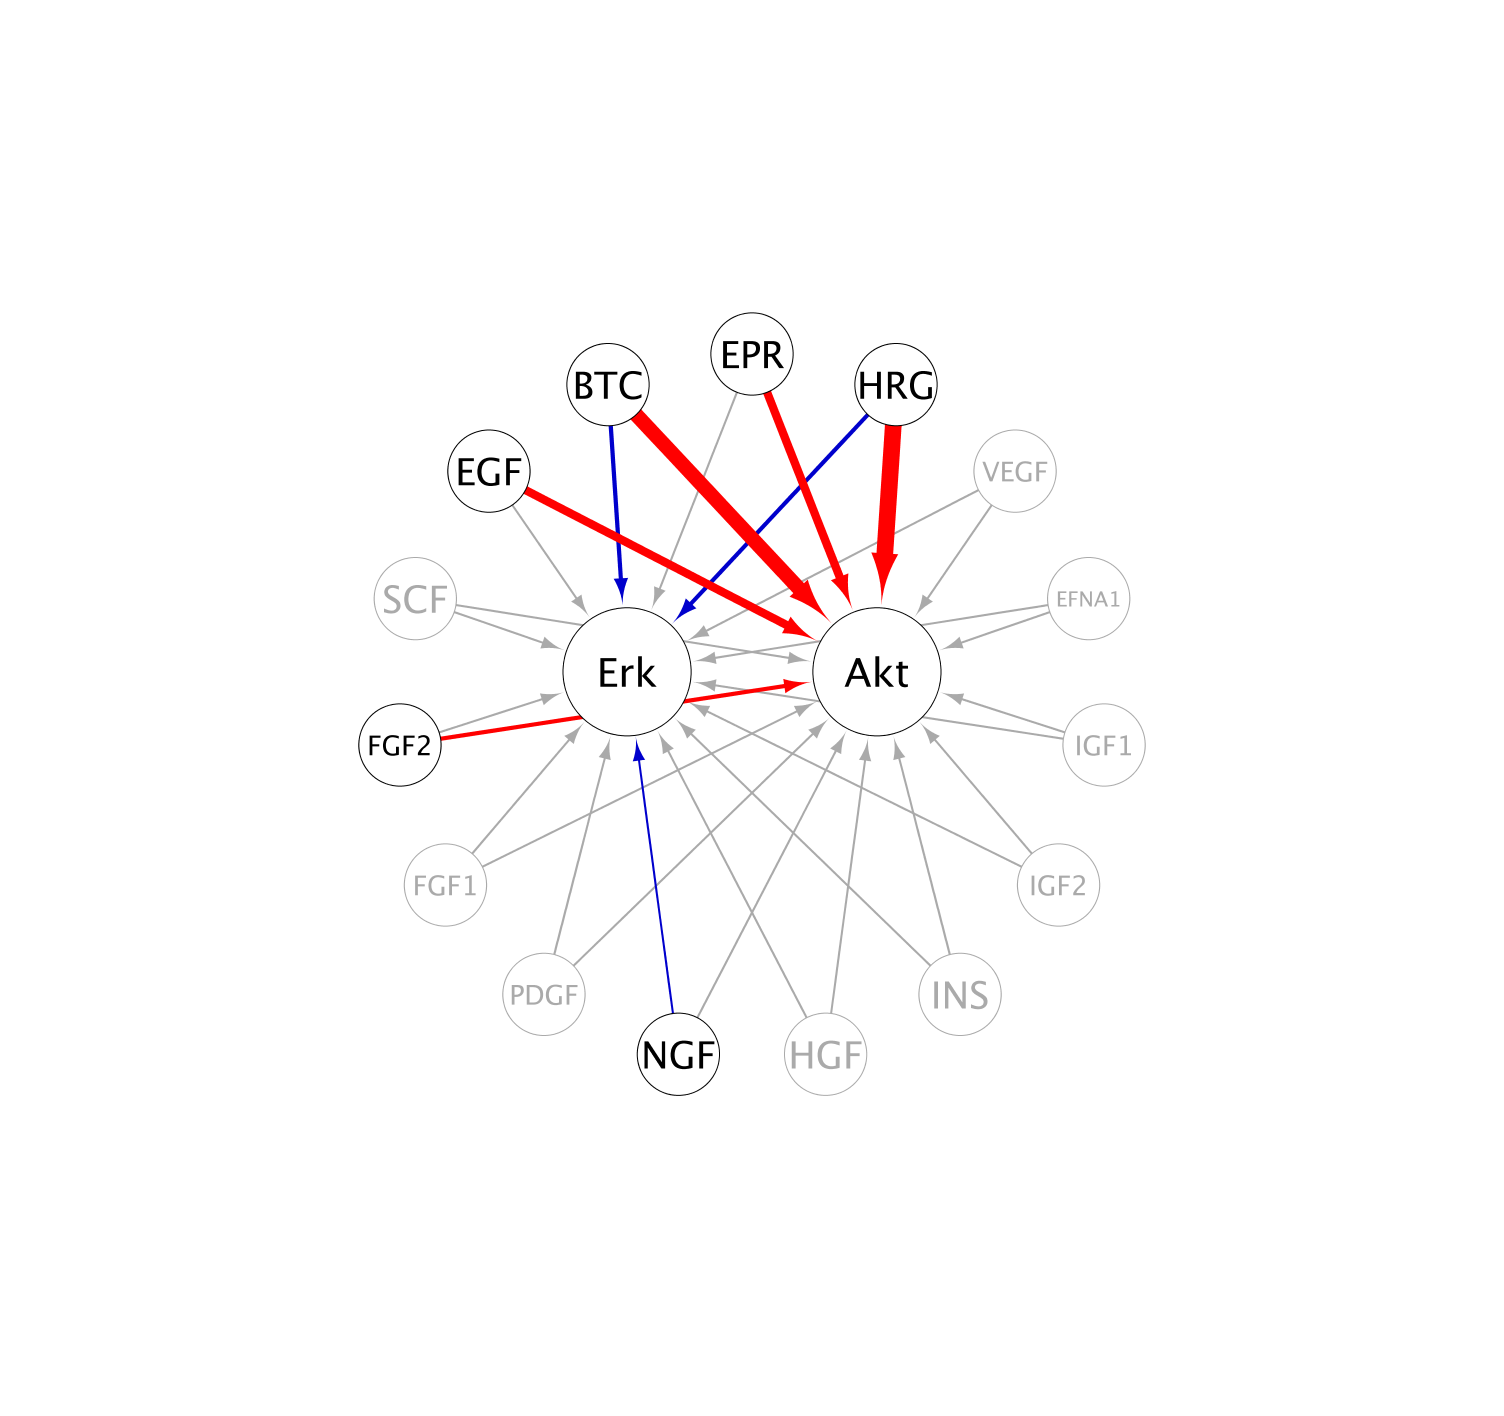 EPR
BTC
HRG
EGF
VEGF
SCF
EFNA1
Erk
Akt
FGF2
IGF1
FGF1
IGF2
PDGF
INS
NGF
HGF